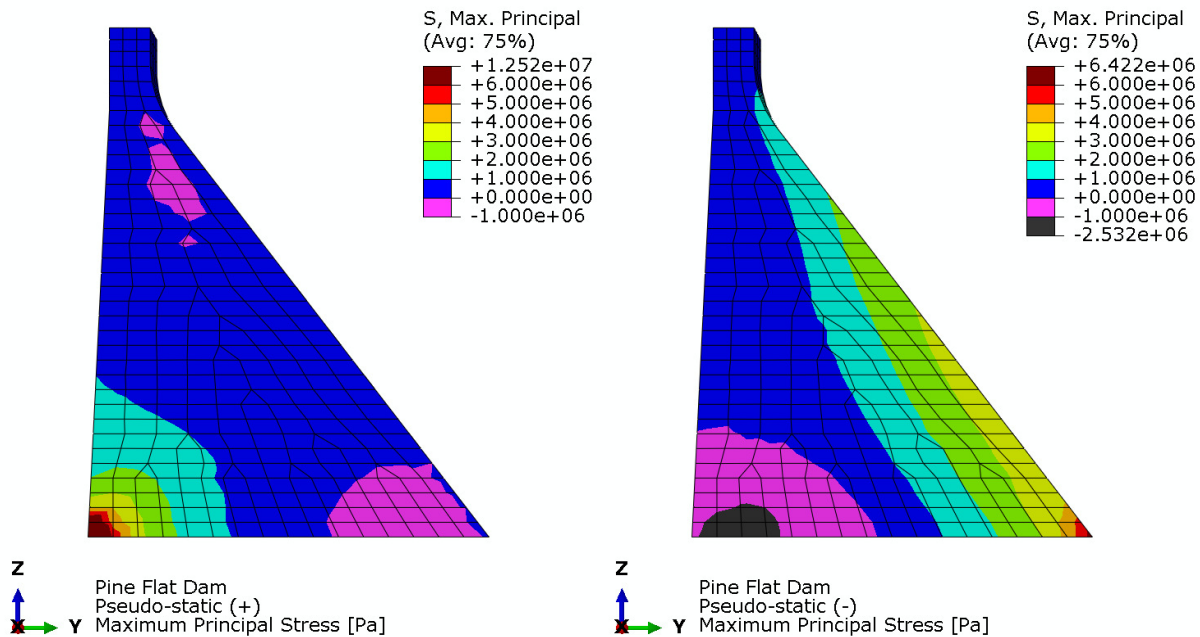 S, Max. Principal
(Avg: 75%)
+1.252e+07
+6.000e+06
+5.000e+06
+4.000e+06
+3.000e+06
+2.000e+06
+1.000e+06
+0.000e+00
-1.000e+06
Z
Y
X
Pine Flat Dam
Pseudo-static (+)
Maximum Principal Stress [Pa]
S, Max. Principal
(Avg: 75%)
+6.422e+06
+6.000e+06
+5.000e+06
+4.000e+06
+3.000e+06
+2.000e+06
+1.000e+06
+0.000e+00
-1.000e+06
-2.532e+06
Z
Y
X
Pine Flat Dam
Pseudo-static (-)
Maximum Principal Stress [Pa]